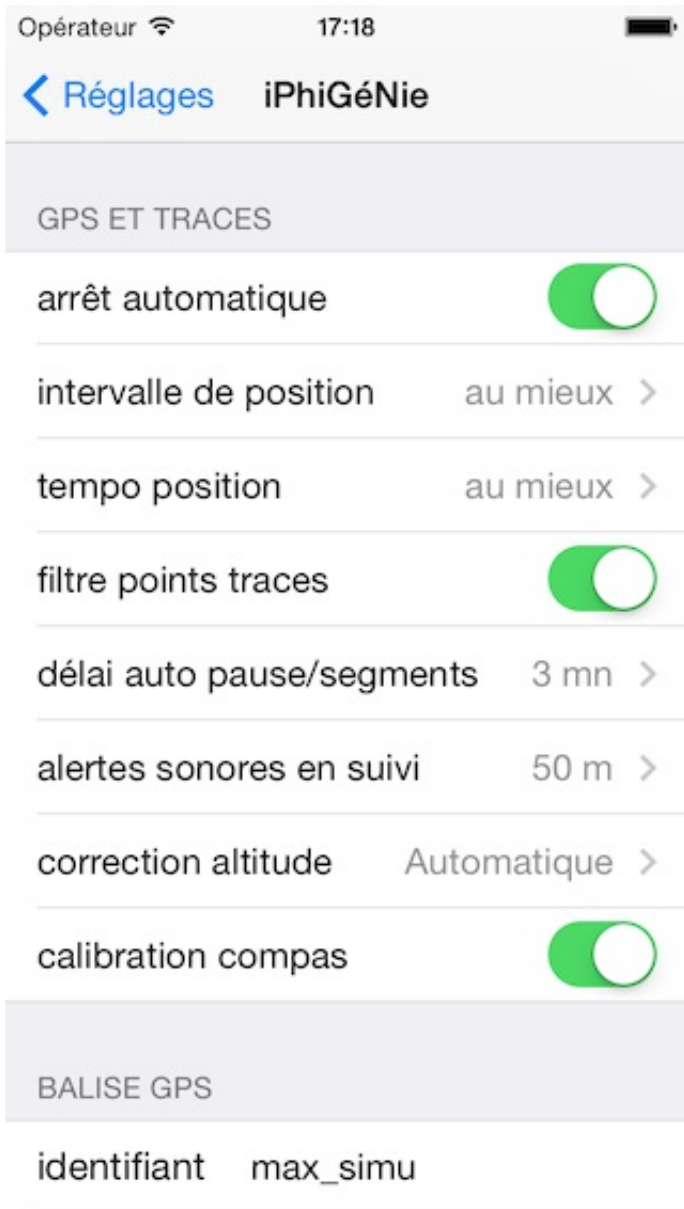 Opérateur 17:18
Réglages iPhiGéNie
GPS ET TRACES
arrêt automatique
intervalle de position au mieux
tempo position au mieux
filtre points traces
délai auto pause/segments 3 mn
alertes sonores en suivi 50 m
correction altitude Automatique
calibration compas
BALISE GPS
identifiant max_simu